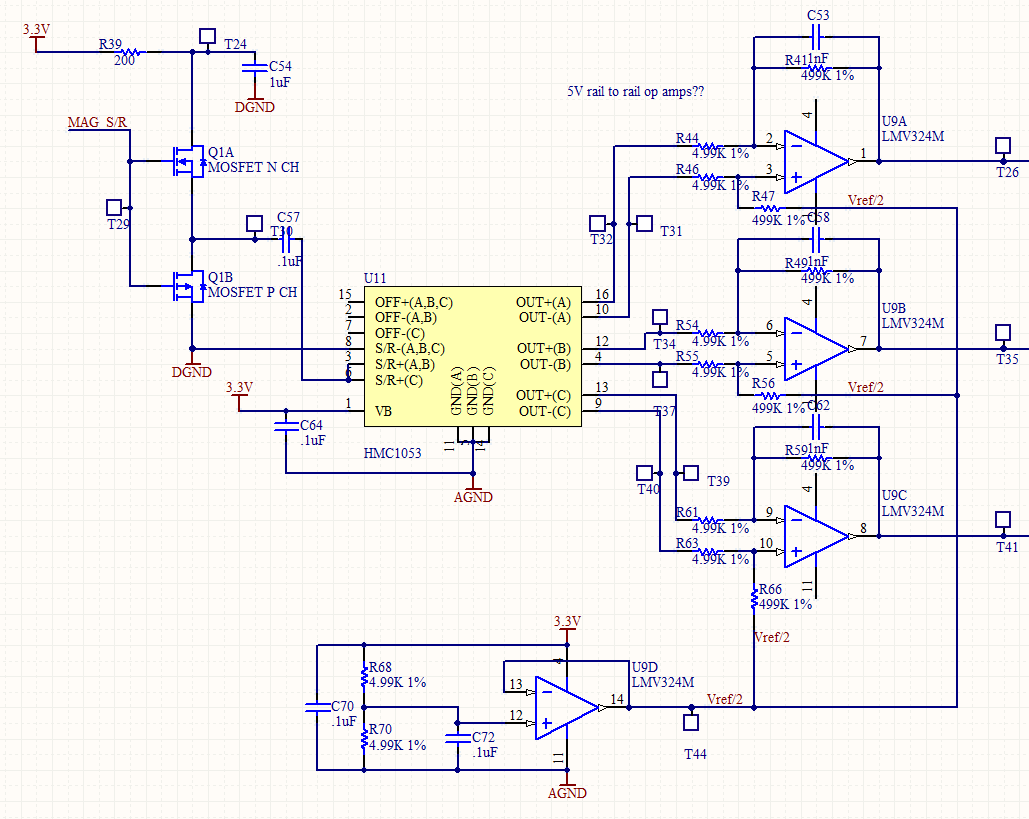 3.3V
R39
200
T24
C54
1uF
DGND
MAG_S/R
Q1A
MOSFET N CH
T29
T30
C57
.1uF
Q1B
MOSFET P CH
DGND
3.3V
C64
.1uF
U11
15 OFF+(A,B,C)
2 OFF-(A,B)
7 OFF-(C)
8 S/R-(A,B,C)
3 S/R+(A,B)
6 S/R+(C)
1 VB
OUT+(A) 16
OUT-(A) 10
OUT+(B) 12
OUT-(B) 4
OUT+(C) 13
OUT-(C) 9
GND(A)
GND(B)
GND(C)
11
14
HMC1053
AGND
5V rail to rail op amps??
C53
1nF
R41
499K 1%
U9A
LMV324M
4
R44
4.99K 1%
2
R46
4.99K 1%
3
1
T26
R47
499K 1%
Vref/2
T32
T31
C58
1nF
R49
499K 1%
U9B
LMV324M
4
T34
R54
4.99K 1%
6
R55
4.99K 1%
5
7
T35
R56
499K 1%
Vref/2
T37
C62
1nF
R59
499K 1%
U9C
LMV324M
4
T40
T39
R61
4.99K 1%
9
R63
4.99K 1%
10
8
T41
11
R66
499K 1%
Vref/2
3.3V
R68
4.99K 1%
C70
.1uF
R70
4.99K 1%
C72
.1uF
4
U9D
LMV324M
13
12
14
11
Vref/2
T44
AGND